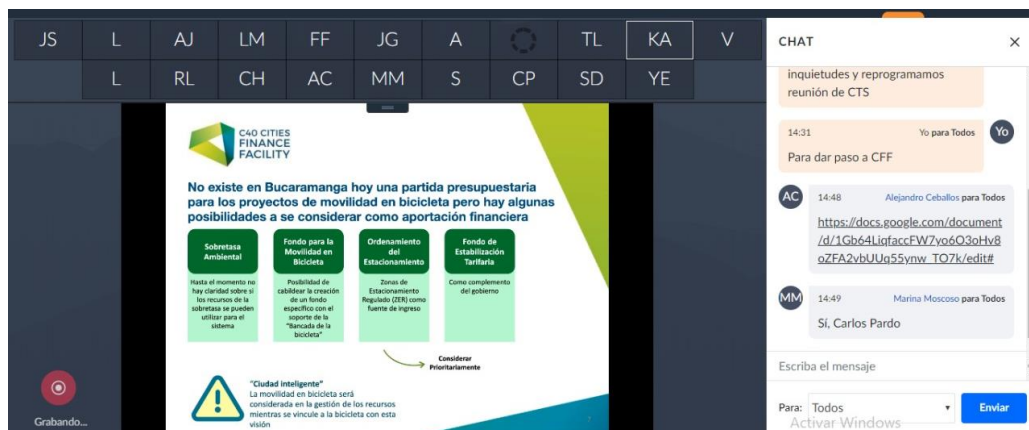 JS L AJ LM FF JG A TL KA V
L RL CH AC MM S CP SD YE
C40 CITIES
FINANCE
FACILITY
No existe en Bucaramanga hoy una partida presupuestaria
para los proyectos de movilidad en bicicleta pero hay algunas
posibilidades a se considerar como aportación financiera
Sobretasa
Ambiental
Hasta el momento no
hay claridad sobre si
los recursos de la
sobretasa se pueden
utilizar para el
sistema
Fondo para la
Movilidad en
Bicicleta
Posibilidad de
cabildear la creación
de un fondo
específico con el
soporte de la
"Bancada de la
bicicleta"
Ordenamiento
del
Estacionamiento
Zonas de
Estacionamiento
Regulado (ZER) como
fuente de ingreso
Fondo de
Estabilización
Tarifaria
Como complemento
del gobierno
Considerar
Prioritariamente
"Ciudad inteligente"
La movilidad en bicicleta será
considerada en la gestión de los recursos
mientras se vincule a la bicicleta con esta
visión
Grabando...
CHAT
inquietudes y reprogramamos
reunión de CTS
14:31 Yo para Todos Yo
Para dar paso a CFF
AC 14:48 Alejandro Ceballos para Todos
https://docs.google.com/document
/d/1Gb64LiqfaccFW7yo6O3oHv8
oZFA2vbUUq55ynw_TO7k/edit#
MM 14:49 Marina Moscoso para Todos
Sí, Carlos Pardo
Escriba el mensaje
Para: Todos Enviar
Activar Windows